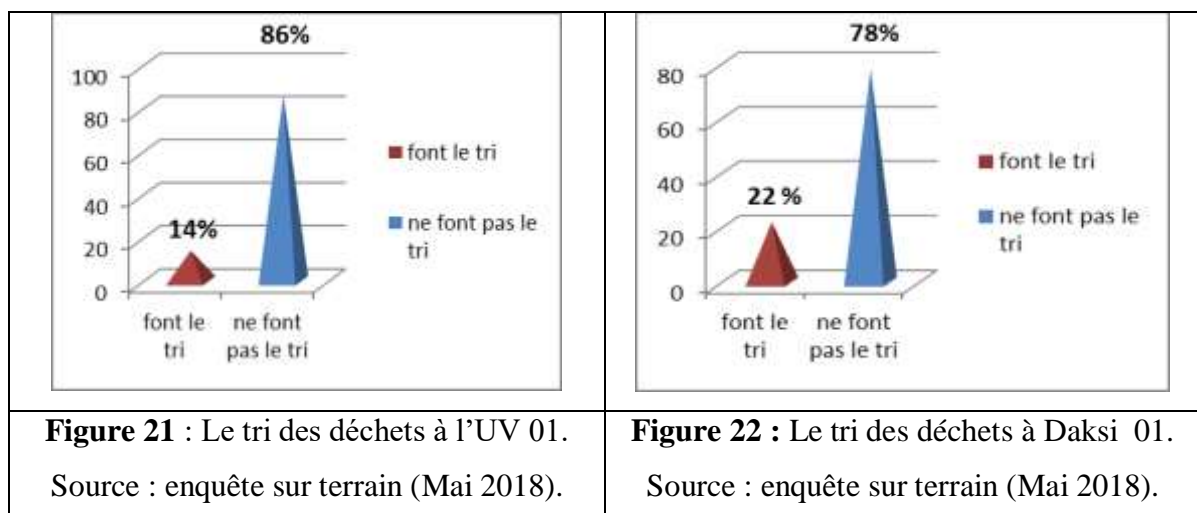 86%
100
80
60
40
20
0
14%
font le
tri
ne font
pas le tri
font le tri
ne font pas le
tri
78%
80
60
40
20
0
22 %
font le
tri
ne font
pas le tri
font le tri
ne font pas le
tri
Figure 21 : Le tri des déchets à l’UV 01.
Source : enquête sur terrain (Mai 2018).
Figure 22 : Le tri des déchets à Daksi 01.
Source : enquête sur terrain (Mai 2018).